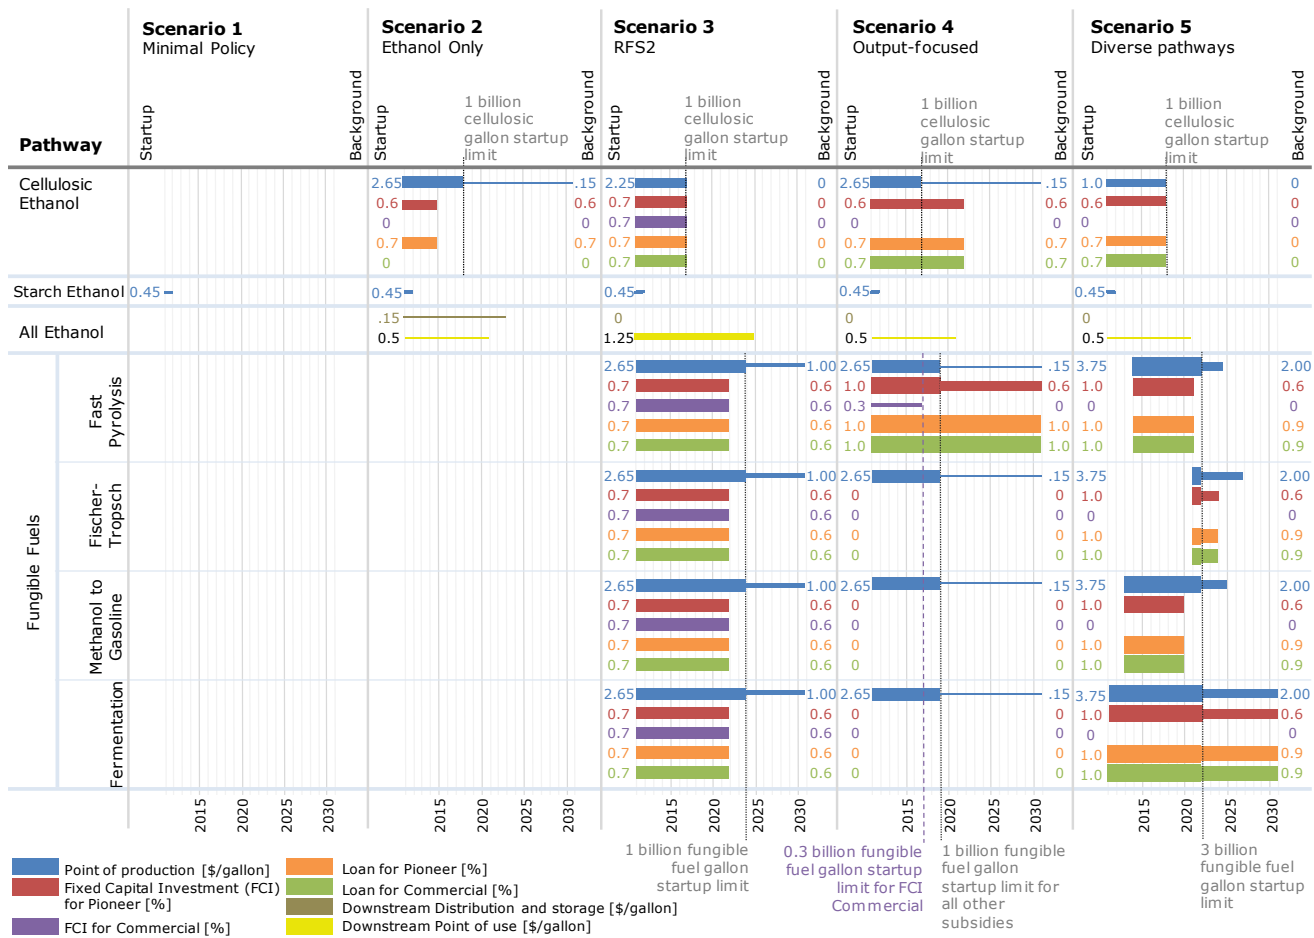 Scenario 1
Minimal Policy
Scenario 2
Ethanol Only
Scenario 3
RFS2
Scenario 4
Output-focused
Scenario 5
Diverse pathways
Pathway
Startup
Background
Startup
1 billion
cellulosic
gallon startup
limit
Background
Startup
1 billion
cellulosic
gallon startup
limit
Background
Startup
1 billion
cellulosic
gallon startup
limit
Background
Startup
1 billion
cellulosic
gallon startup
limit
Background
Cellulosic
Ethanol
2.65 .15 2.25 0 2.65 .15 1.0 0
0.6 0.6 0.7 0 0.6 0.6 0.6 0
0 0 0.7 0 0 0 0 0
0.7 0.7 0.7 0 0.7 0.7 0.7 0
0 0 0.7 0 0.7 0.7 0.7 0
Starch Ethanol 0.45 0.45 0.45 0.45 0.45
All Ethanol
.15 0 0 0
0.5 1.25 0.5 0.5
Fungible Fuels
Fast
Pyrolysis
2.65 1.00 2.65 .15 3.75 2.00
0.7 0.6 1.0 0.6 1.0 0.6
0.7 0.6 0.3 0 0 0
0.7 0.6 1.0 1.0 1.0 0.9
0.7 0.6 1.0 1.0 1.0 0.9
Fischer-
Tropsch
2.65 1.00 2.65 .15 3.75 2.00
0.7 0.6 0 0 1.0 0.6
0.7 0.6 0 0 0 0
0.7 0.6 0 0 1.0 0.9
0.7 0.6 0 0 1.0 0.9
Methanol to
Gasoline
2.65 1.00 2.65 .15 3.75 2.00
0.7 0.6 0 0 1.0 0.6
0.7 0.6 0 0 0 0
0.7 0.6 0 0 1.0 0.9
0.7 0.6 0 0 1.0 0.9
Fermentation
2.65 1.00 2.65 .15 3.75 2.00
0.7 0.6 0 0 1.0 0.6
0.7 0.6 0 0 0 0
0.7 0.6 0 0 1.0 0.9
0.7 0.6 0 0 1.0 0.9
2015 2020 2025 2030 2015 2020 2025 2030 2015 2020 2025 2030 2015 2020 2025 2030 2015 2020 2025 2030
1 billion fungible
fuel gallon
startup limit
0.3 billion fungible
fuel gallon startup
limit for FCI
Commercial
1 billion fungible
fuel gallon
startup limit for
all other
subsidies
3 billion
fungible fuel
gallon startup
limit
Point of production [$/gallon]
Fixed Capital Investment (FCI)
for Pioneer [%]
FCI for Commercial [%]
Loan for Pioneer [%]
Loan for Commercial [%]
Downstream Distribution and storage [$/gallon]
Downstream Point of use [$/gallon]